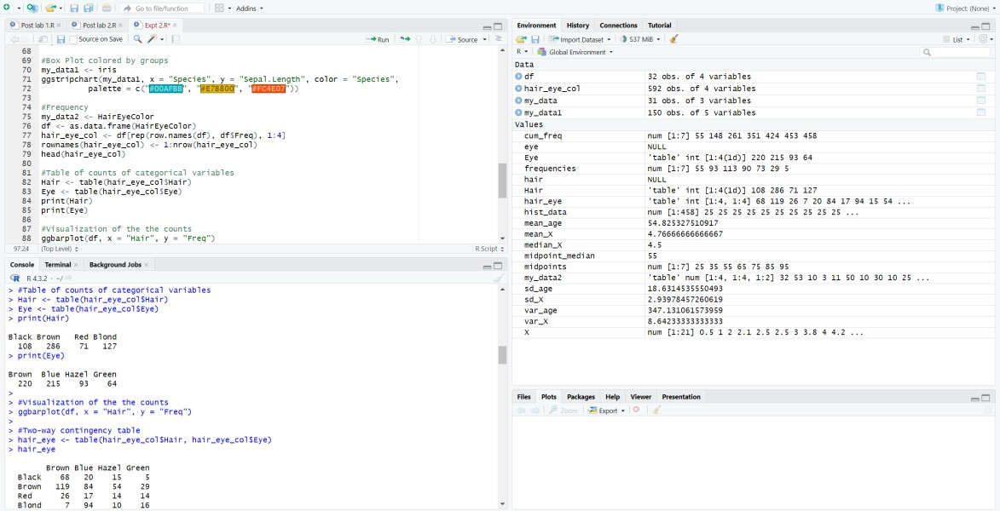 Go to file/function
Addins
Project: (None)
Post lab 1.R
Post lab 2.R
Expt 2.R*
Source on Save
Run
Source
68
69 #Box Plot colored by groups
70 my_data1 <- iris
71 ggstripchart(my_data1, x = "Species", y = "Sepal.Length", color = "Species",
72 palette = c("#00AFBB", "#E7B800", "#FC4E07"))
73
74 #Frequency
75 my_data2 <- HairEyeColor
76 df <- as.data.frame(HairEyeColor)
77 hair_eye_col <- df[rep(row.names(df), df$Freq), 1:4]
78 rownames(hair_eye_col) <- 1:nrow(hair_eye_col)
79 head(hair_eye_col)
80
81 #Table of counts of categorical variables
82 Hair <- table(hair_eye_col$Hair)
83 Eye <- table(hair_eye_col$Eye)
84 print(Hair)
85 print(Eye)
86
87 #Visualization of the the counts
88 ggbarplot(df, x = "Hair", y = "Freq")
97:24 (Top Level) R Script
Console Terminal Background Jobs
R 4.3.2 · ~/
> #Table of counts of categorical variables
> Hair <- table(hair_eye_col$Hair)
> Eye <- table(hair_eye_col$Eye)
> print(Hair)
Black Brown Red Blond
108 286 71 127
> print(Eye)
Brown Blue Hazel Green
220 215 93 64
>
> #Visualization of the the counts
> ggbarplot(df, x = "Hair", y = "Freq")
>
> #Two-way contingency table
> hair_eye <- table(hair_eye_col$Hair, hair_eye_col$Eye)
> hair_eye
Brown Blue Hazel Green
Black 68 20 15 5
Brown 119 84 54 29
Red 26 17 14 14
Blond 7 94 10 16
Environment History Connections Tutorial
Import Dataset 537 MiB List
R Global Environment
Data
df 32 obs. of 4 variables
hair_eye_col 592 obs. of 4 variables
my_data 31 obs. of 3 variables
my_data1 150 obs. of 5 variables
Values
cum_freq num [1:7] 55 148 261 351 424 453 458
eye NULL
Eye 'table' int [1:4(1d)] 220 215 93 64
frequencies num [1:7] 55 93 113 90 73 29 5
hair NULL
Hair 'table' int [1:4(1d)] 108 286 71 127
hair_eye 'table' int [1:4, 1:4] 68 119 26 7 20 84 17 94 15 54 ...
hist_data num [1:458] 25 25 25 25 25 25 25 25 25 25 ...
mean_age 54.825327510917
mean_X 4.76666666666667
median_X 4.5
midpoint_median 55
midpoints num [1:7] 25 35 55 65 75 85 95
my_data2 'table' num [1:4, 1:4, 1:2] 32 53 10 3 11 50 10 30 10 25 ...
sd_age 18.6314535550493
sd_X 2.93978457260619
var_age 347.131061573959
var_X 8.64233333333333
X num [1:21] 0.5 1 2 2.1 2.5 2.5 3 3.8 4 4.2 ...
Files Plots Packages Help Viewer Presentation
Zoom Export